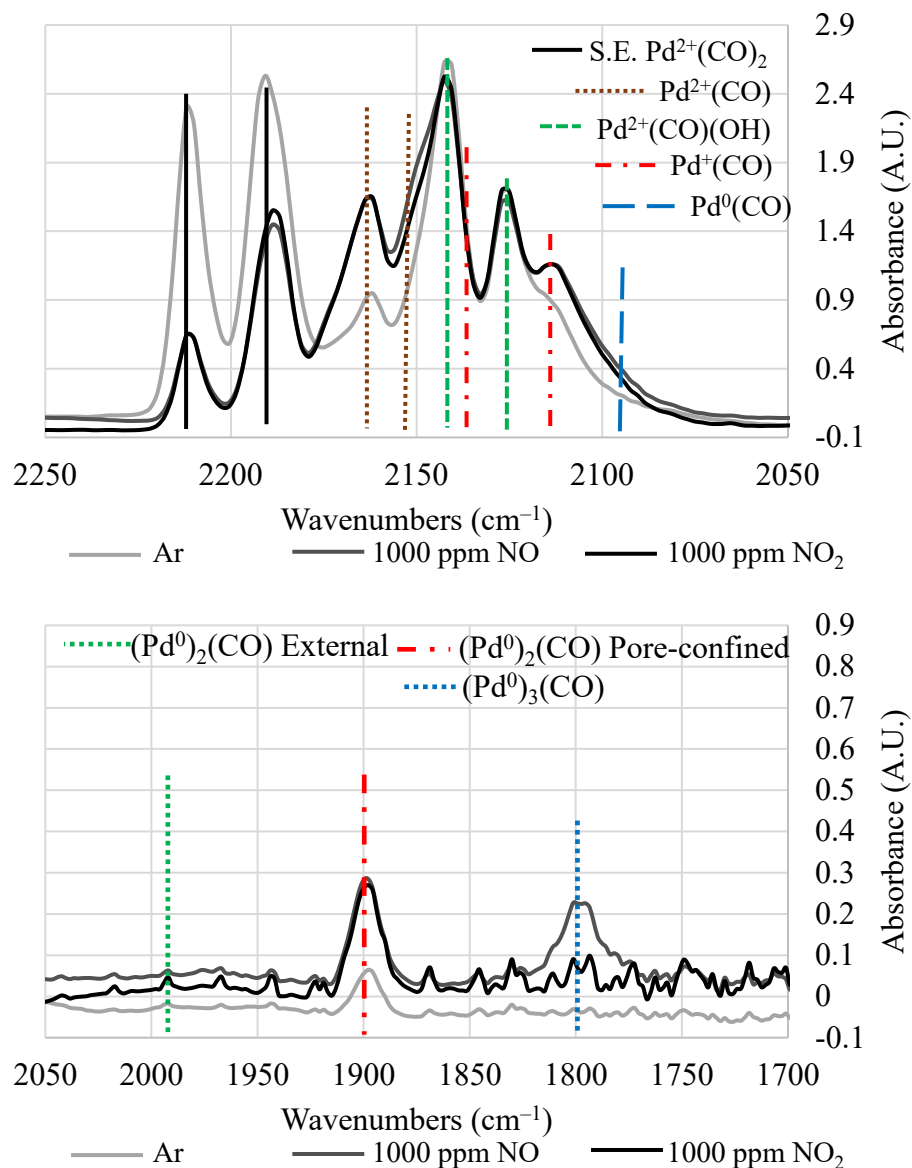 2.9
S.E. Pd²⁺(CO)₂
Pd²⁺(CO)
2.4
Pd²⁺(CO)(OH)
1.9
Pd⁺(CO)
Pd⁰(CO)
1.4
0.9
0.4
-0.1
Absorbance (A.U.)
2250 2200 2150 2100 2050
Wavenumbers (cm⁻¹)
Ar 1000 ppm NO 1000 ppm NO₂
0.9
(Pd⁰)₂(CO) External (Pd⁰)₂(CO) Pore-confined
0.8
(Pd⁰)₃(CO)
0.7
0.6
0.5
0.4
0.3
0.2
0.1
0
-0.1
Absorbance (A.U.)
2050 2000 1950 1900 1850 1800 1750 1700
Wavenumbers (cm⁻¹)
Ar 1000 ppm NO 1000 ppm NO₂